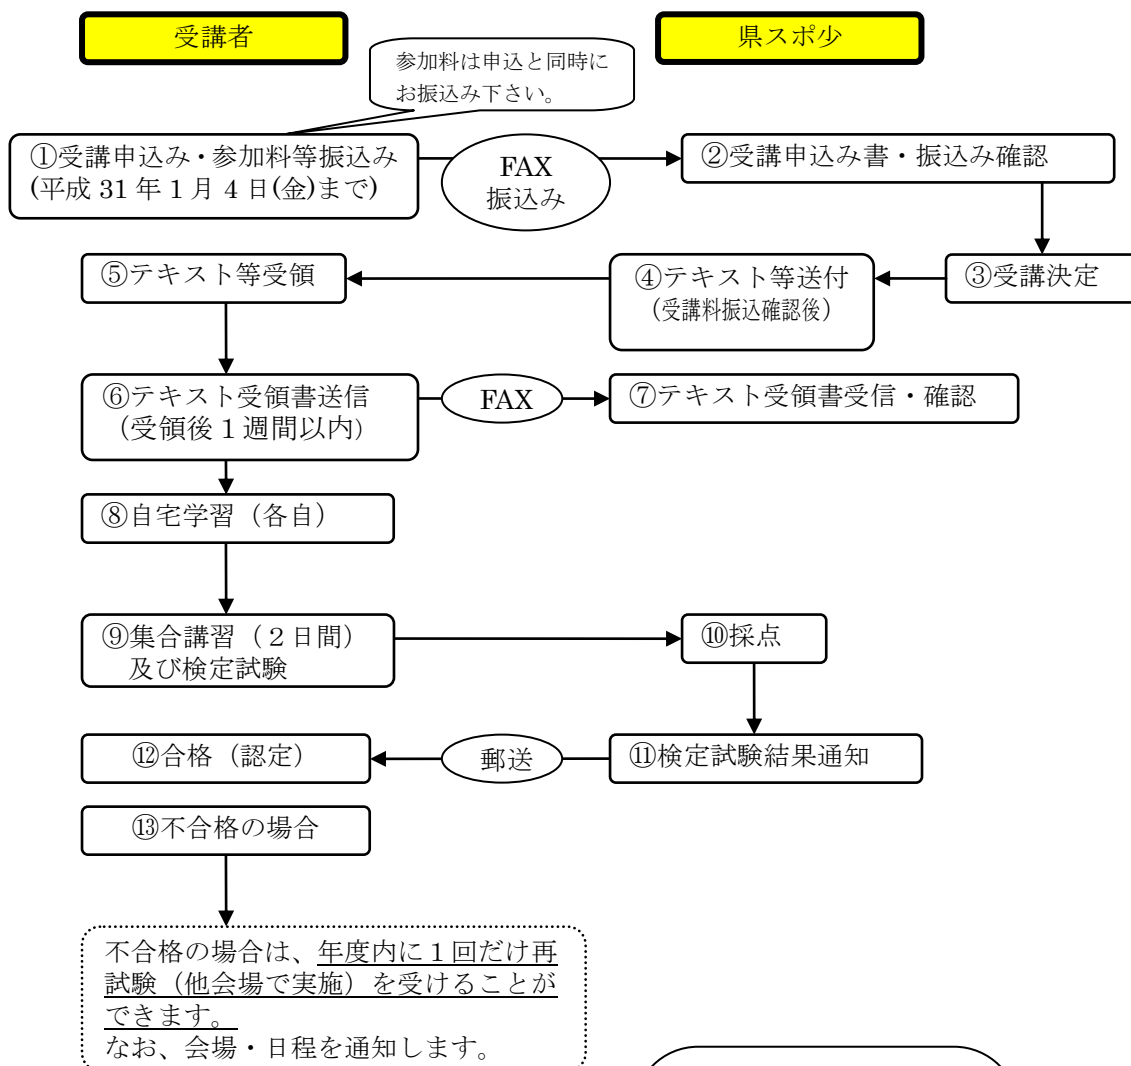 受講者
県スポ少
参加料は申込と同時に
お振込み下さい。
①受講申込み・参加料等振込み
(平成 31 年 1 月 4 日(金)まで)
FAX
振込み
②受講申込み書・振込み確認
⑤テキスト等受領
④テキスト等送付
（受講料振込確認後）
③受講決定
⑥テキスト受領書送信
（受領後 1 週間以内）
FAX
⑦テキスト受領書受信・確認
⑧自宅学習（各自）
⑨集合講習（２日間）
及び検定試験
⑩採点
⑫合格（認定）
郵送
⑪検定試験結果通知
⑬不合格の場合
不合格の場合は、年度内に１回だけ再
試験（他会場で実施）を受けることが
できます。
なお、会場・日程を通知します。